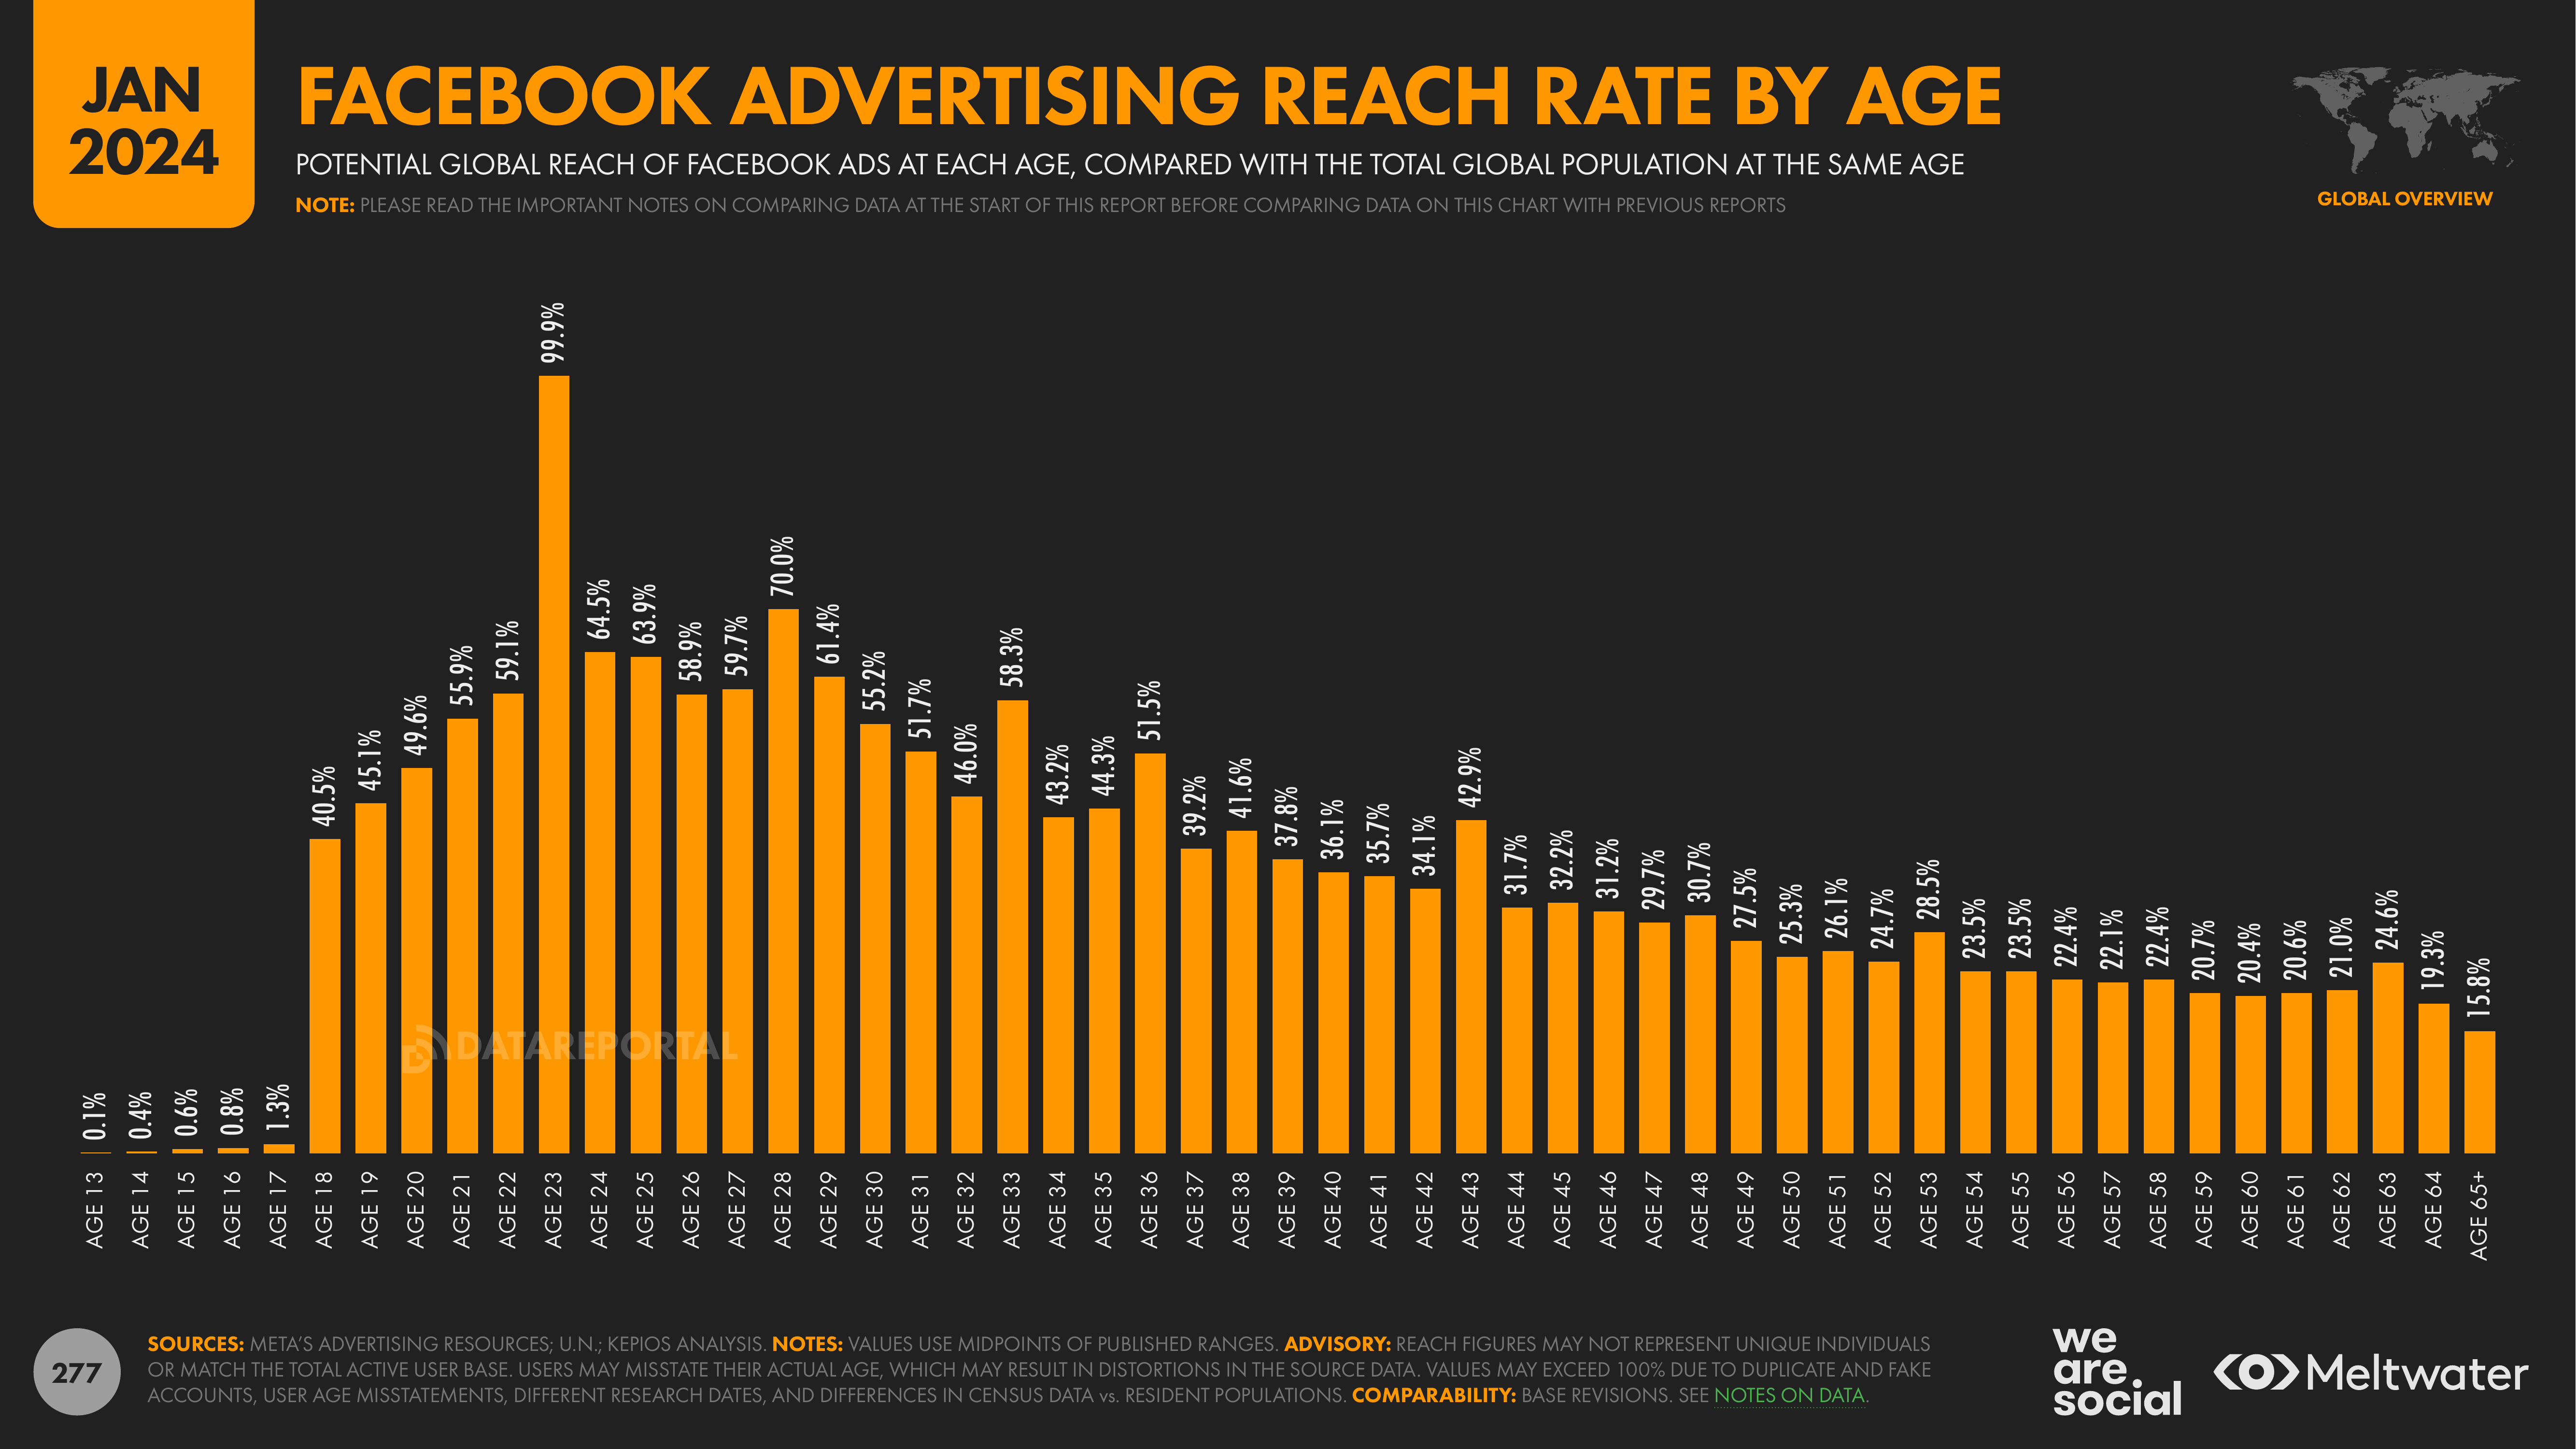 JAN
2024
FACEBOOK ADVERTISING REACH RATE BY AGE
POTENTIAL GLOBAL REACH OF FACEBOOK ADS AT EACH AGE, COMPARED WITH THE TOTAL GLOBAL POPULATION AT THE SAME AGE
NOTE: PLEASE READ THE IMPORTANT NOTES ON COMPARING DATA AT THE START OF THIS REPORT BEFORE COMPARING DATA ON THIS CHART WITH PREVIOUS REPORTS
GLOBAL OVERVIEW
0.1%
0.4%
0.6%
0.8%
1.3%
40.5%
45.1%
49.6%
55.9%
59.1%
99.9%
64.5%
63.9%
58.9%
59.7%
70.0%
61.4%
55.2%
51.7%
46.0%
58.3%
43.2%
44.3%
51.5%
39.2%
41.6%
37.8%
36.1%
35.7%
34.1%
42.9%
31.7%
32.2%
31.2%
29.7%
30.7%
27.5%
25.3%
26.1%
24.7%
28.5%
23.5%
23.5%
22.4%
22.1%
22.4%
20.7%
20.4%
20.6%
21.0%
24.6%
19.3%
15.8%
DATAREPORTAL
AGE 13
AGE 14
AGE 15
AGE 16
AGE 17
AGE 18
AGE 19
AGE 20
AGE 21
AGE 22
AGE 23
AGE 24
AGE 25
AGE 26
AGE 27
AGE 28
AGE 29
AGE 30
AGE 31
AGE 32
AGE 33
AGE 34
AGE 35
AGE 36
AGE 37
AGE 38
AGE 39
AGE 40
AGE 41
AGE 42
AGE 43
AGE 44
AGE 45
AGE 46
AGE 47
AGE 48
AGE 49
AGE 50
AGE 51
AGE 52
AGE 53
AGE 54
AGE 55
AGE 56
AGE 57
AGE 58
AGE 59
AGE 60
AGE 61
AGE 62
AGE 63
AGE 64
AGE 65+
277
SOURCES: META'S ADVERTISING RESOURCES; U.N.; KEPIOS ANALYSIS. NOTES: VALUES USE MIDPOINTS OF PUBLISHED RANGES. ADVISORY: REACH FIGURES MAY NOT REPRESENT UNIQUE INDIVIDUALS
OR MATCH THE TOTAL ACTIVE USER BASE. USERS MAY MISSTATE THEIR ACTUAL AGE, WHICH MAY RESULT IN DISTORTIONS IN THE SOURCE DATA. VALUES MAY EXCEED 100% DUE TO DUPLICATE AND FAKE
ACCOUNTS, USER AGE MISSTATEMENTS, DIFFERENT RESEARCH DATES, AND DIFFERENCES IN CENSUS DATA vs. RESIDENT POPULATIONS. COMPARABILITY: BASE REVISIONS. SEE NOTES ON DATA.
we
are.
social
Meltwater